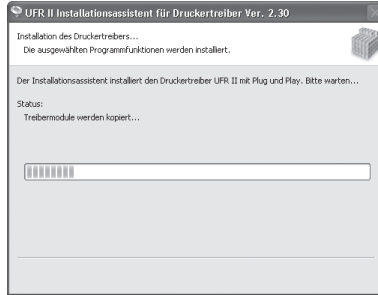 UFR II Installationsassistent für Druckertreiber Ver. 2.30
Installation des Druckertreibers...
Die ausgewählten Programmfunktionen werden installiert.
Der Installationsassistent installiert den Druckertreiber UFR II mit Plug und Play. Bitte warten...
Status:
Treibermodule werden kopiert...